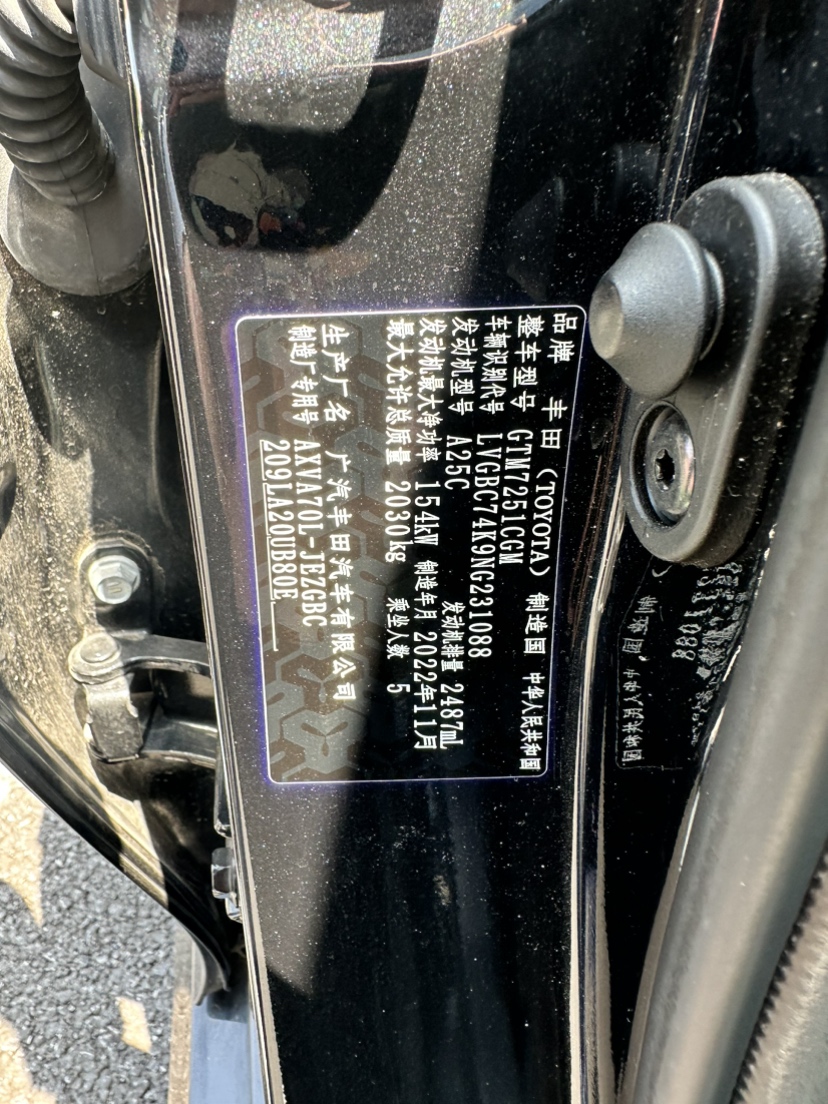 品牌 丰田（TOYOTA） 制造国 中华人民共和国
整车型号 GTM7251CGM
车辆识别代号 LVGBC74K9NG231088
发动机型号 A25C 发动机排量 2487mL
发动机最大净功率 154kW 制造年月 2022年11月
最大允许总质量 2030kg 乘坐人数 5
生产厂名 广汽丰田汽车有限公司
制造厂专用号 AXVA70L-JEZGBC
209LA20UB80E